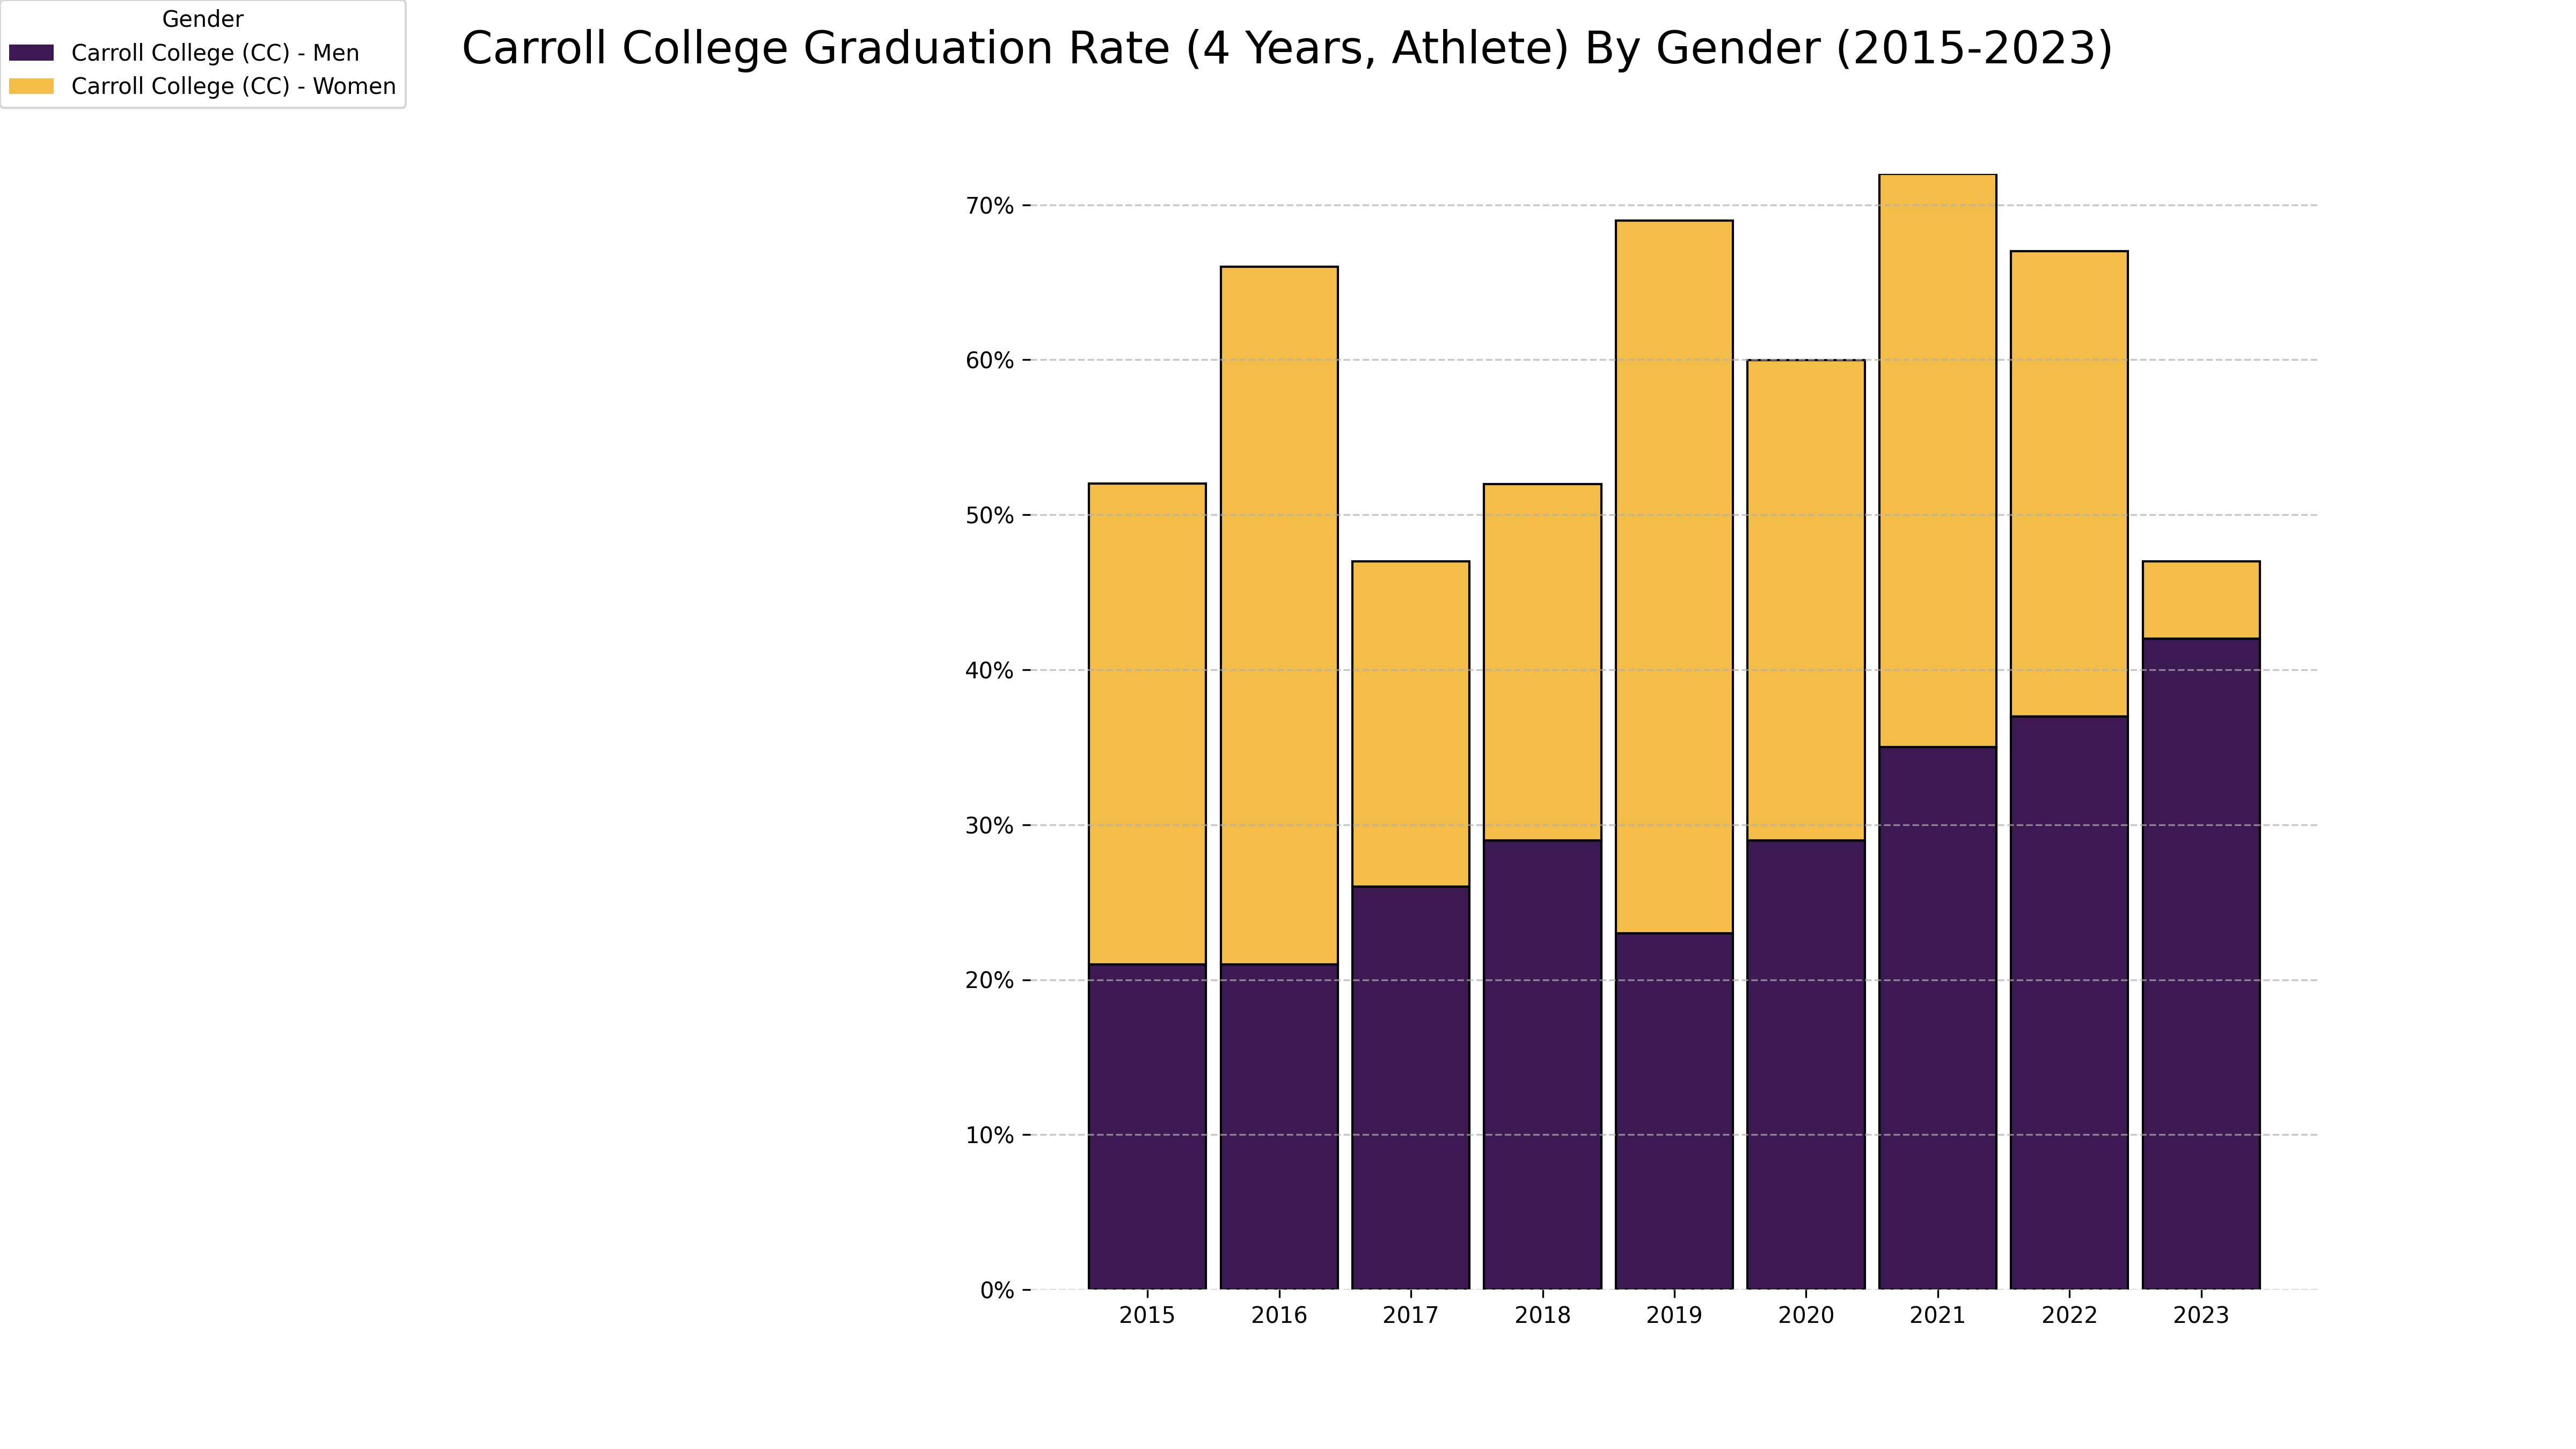 Carroll College Graduation Rate (4 Years, Athlete) By Gender (2015-2023)
Gender
Carroll College (CC) - Men
Carroll College (CC) - Women
70%
60%
50%
40%
30%
20%
10%
0%
2015 2016 2017 2018 2019 2020 2021 2022 2023